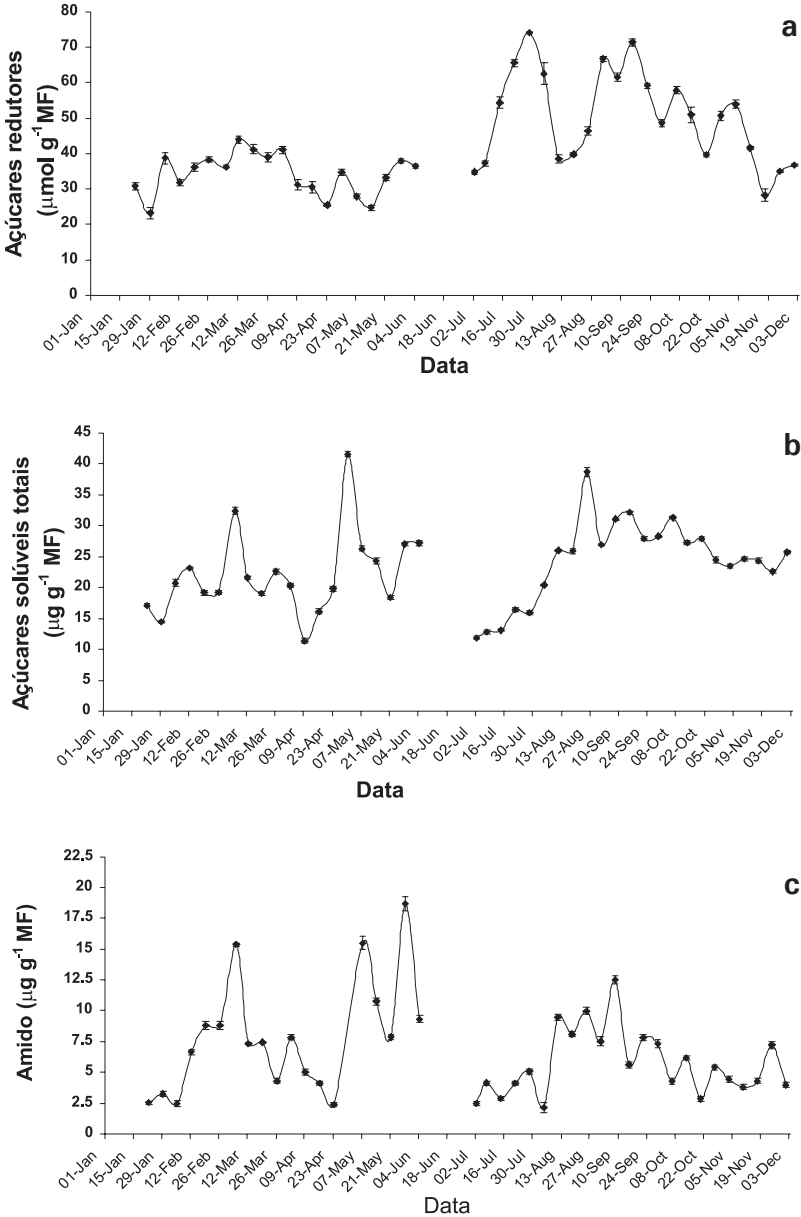 a
Açúcares redutores
(μmol g⁻¹MF)
80
70
60
50
40
30
20
10
0
01-Jan
15-Jan
29-Jan
12-Feb
26-Feb
12-Mar
26-Mar
09-Apr
23-Apr
07-May
21-May
04-Jun
18-Jun
02-Jul
16-Jul
30-Jul
13-Aug
27-Aug
10-Sep
24-Sep
08-Oct
22-Oct
05-Nov
19-Nov
03-Dec
Data
b
Açúcares solúveis totais
(μg g⁻¹ MF)
45
40
35
30
25
20
15
10
5
0
01-Jan
15-Jan
29-Jan
12-Feb
26-Feb
12-Mar
26-Mar
09-Apr
23-Apr
07-May
21-May
04-Jun
18-Jun
02-Jul
16-Jul
30-Jul
13-Aug
27-Aug
10-Sep
24-Sep
08-Oct
22-Oct
05-Nov
19-Nov
03-Dec
Data
c
Amido (μg g⁻¹ MF)
22.5
20
17.5
15
12.5
10
7.5
5
2.5
0
01-Jan
15-Jan
29-Jan
12-Feb
26-Feb
12-Mar
26-Mar
09-Apr
23-Apr
07-May
21-May
04-Jun
18-Jun
02-Jul
16-Jul
30-Jul
13-Aug
27-Aug
10-Sep
24-Sep
08-Oct
22-Oct
05-Nov
19-Nov
03-Dec
Data